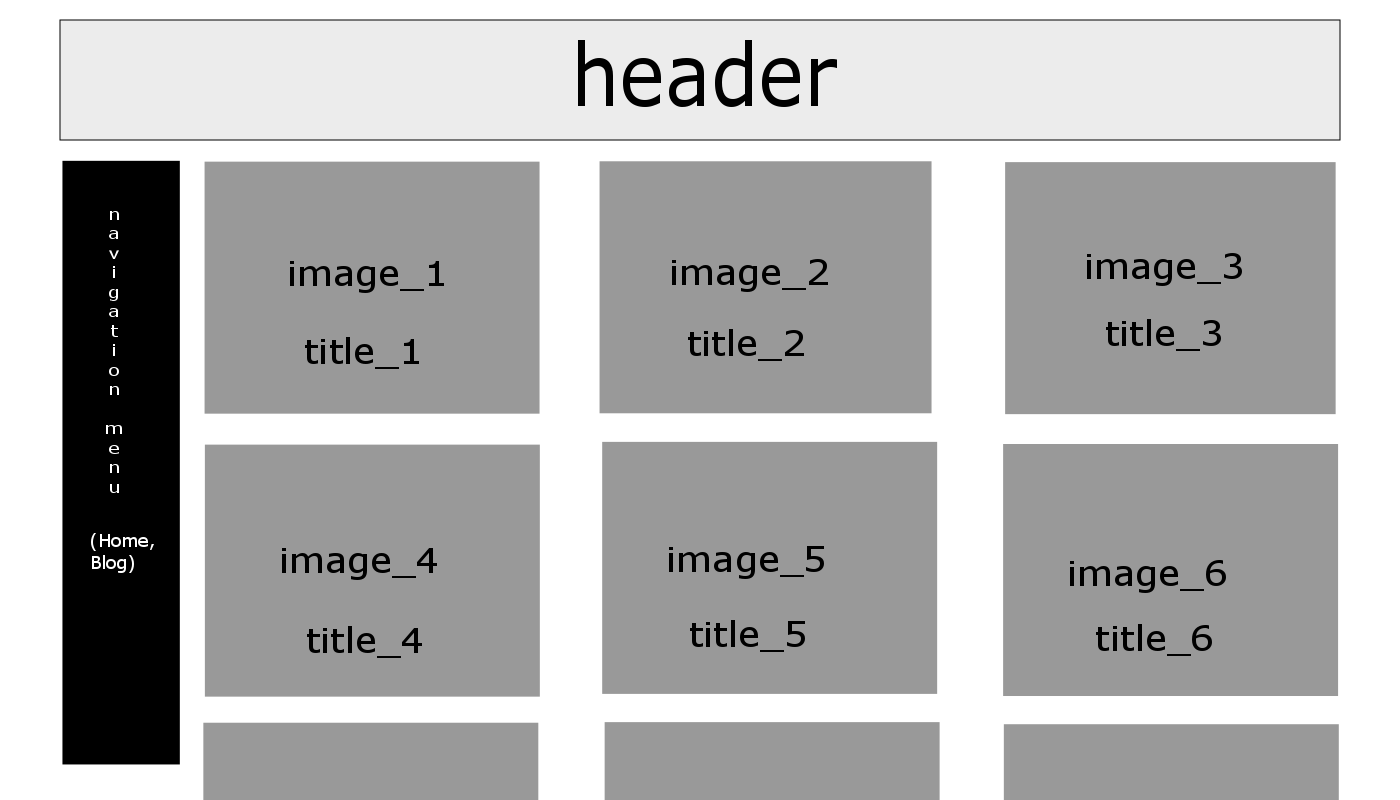 header
navigation menu
(Home,
Blog)
image_1
title_1
image_2
title_2
image_3
title_3
image_4
title_4
image_5
title_5
image_6
title_6